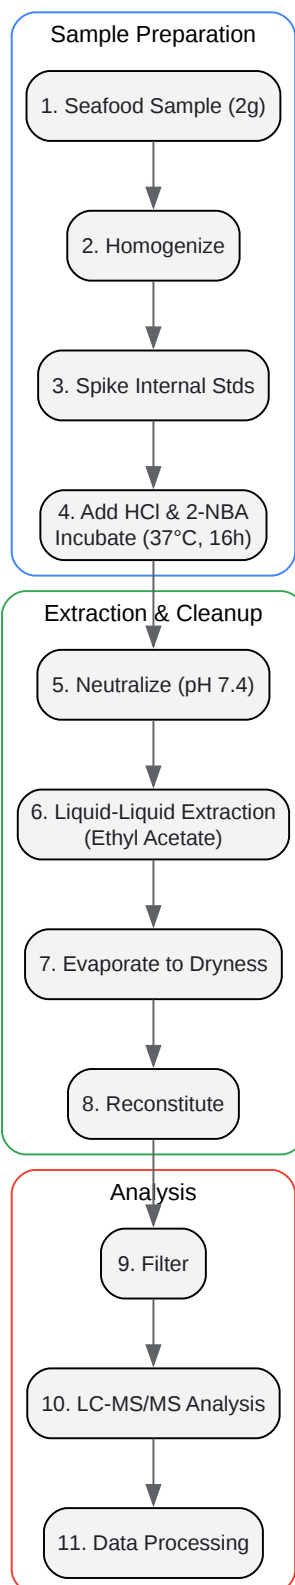 Sample Preparation
1. Seafood Sample (2g)
2. Homogenize
3. Spike Internal Stds
4. Add HCl & 2-NBA
Incubate (37°C, 16h)
Extraction & Cleanup
5. Neutralize (pH 7.4)
6. Liquid-Liquid Extraction
(Ethyl Acetate)
7. Evaporate to Dryness
8. Reconstitute
Analysis
9. Filter
10. LC-MS/MS Analysis
11. Data Processing